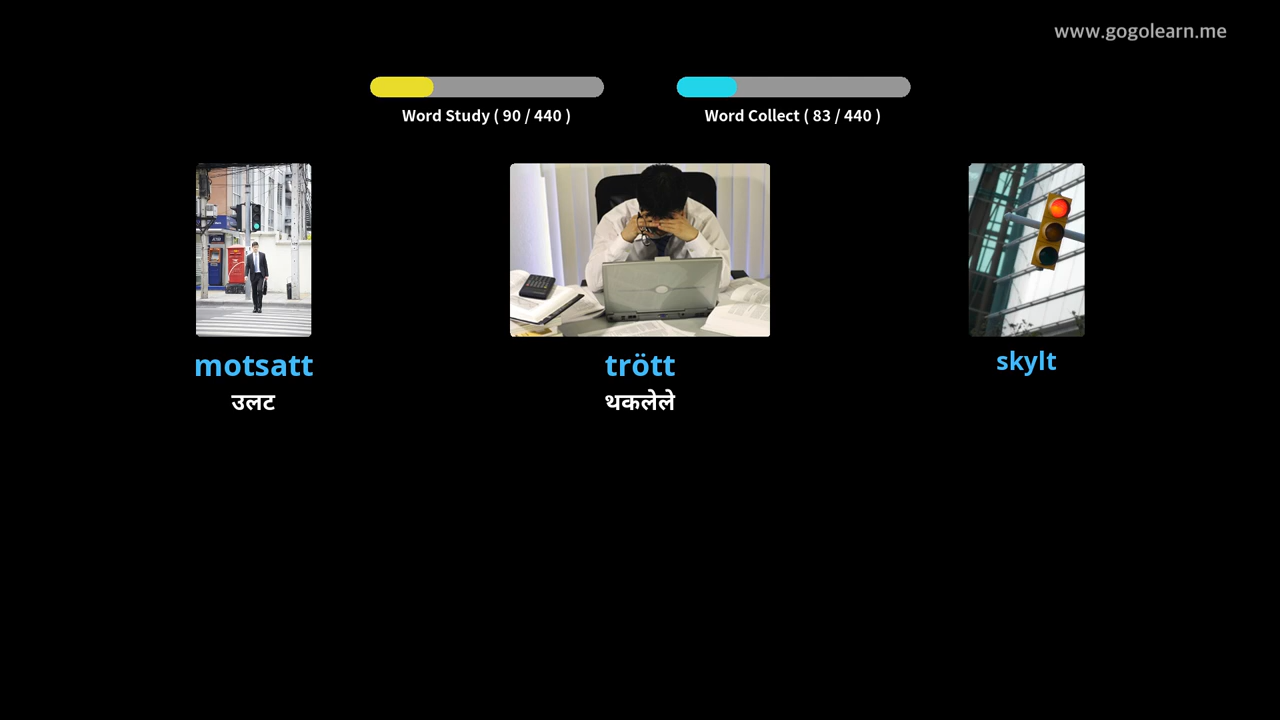 www.gogolearn.me
Word Study ( 90 / 440 )
Word Collect ( 83 / 440 )
motsatt
trött
skylt
उलट
थकलेले